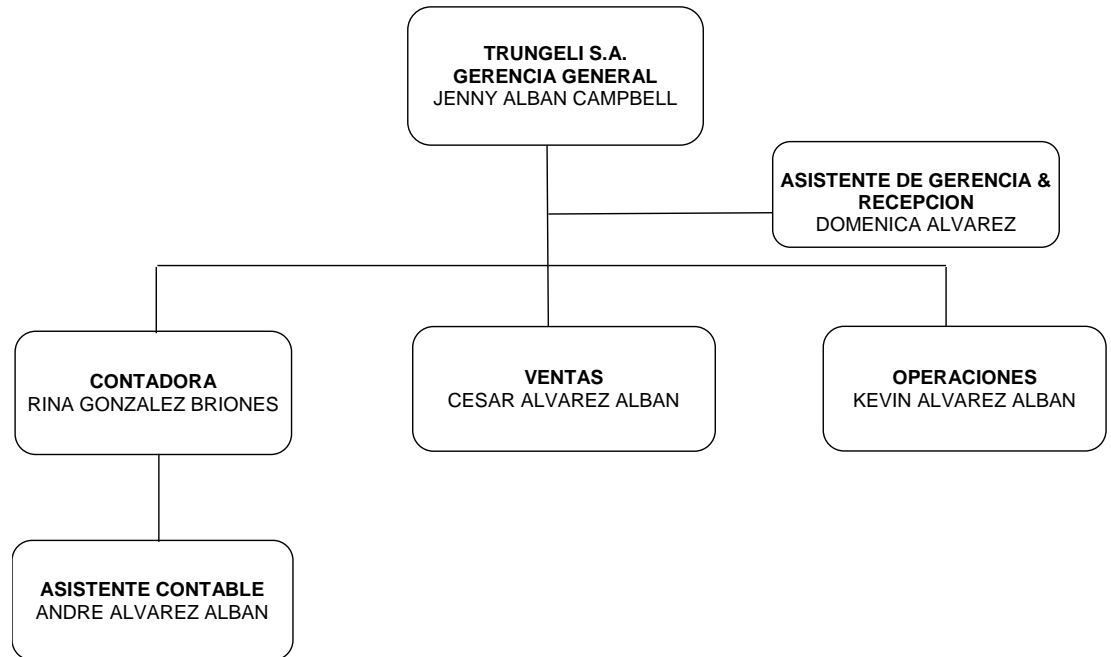 TRUNGELI S.A.
GERENCIA GENERAL
JENNY ALBAN CAMPBELL
ASISTENTE DE GERENCIA &
RECEPCION
DOMENICA ALVAREZ
CONTADORA
RINA GONZALEZ BRIONES
VENTAS
CESAR ALVAREZ ALBAN
OPERACIONES
KEVIN ALVAREZ ALBAN
ASISTENTE CONTABLE
ANDRE ALVAREZ ALBAN